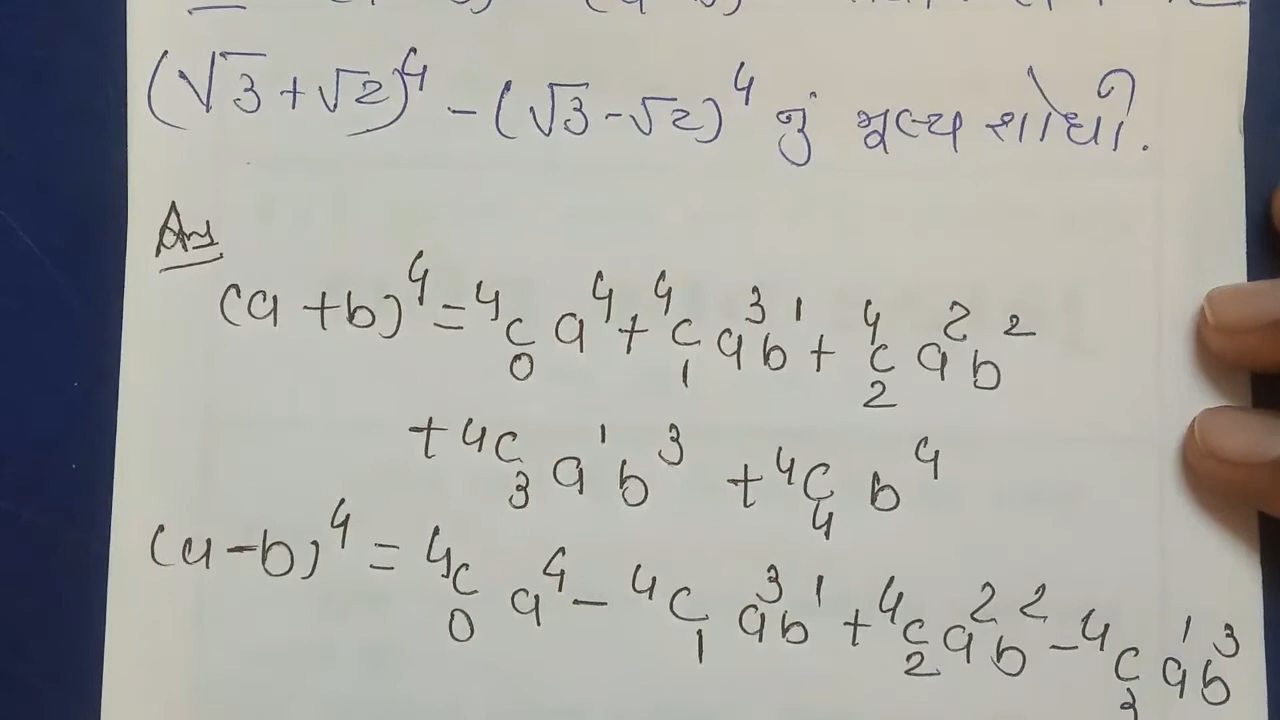 (√3+√2)⁴ - (√3-√2)⁴ નું મૂલ્ય શોધો.
Ans
(a+b)⁴ = ⁴C₀ a⁴ + ⁴C₁ a³b¹ + ⁴C₂ a²b²
+ ⁴C₃ a¹b³ + ⁴C₄ b⁴
(a-b)⁴ = ⁴C₀ a⁴ - ⁴C₁ a³b¹ + ⁴C₂ a²b² - ⁴C₃ a¹b³